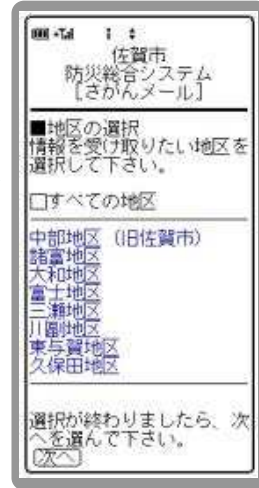 佐賀市
防災総合システム
[さがんメール]
■地区の選択
情報を受け取りたい地区を
選択して下さい。
□すべての地区
中部地区 (旧佐賀市)
諸富地区
大和地区
富士地区
三瀬地区
川副地区
東与賀地区
久保田地区
選択が終わりましたら、次
へを選んで下さい。
次へ